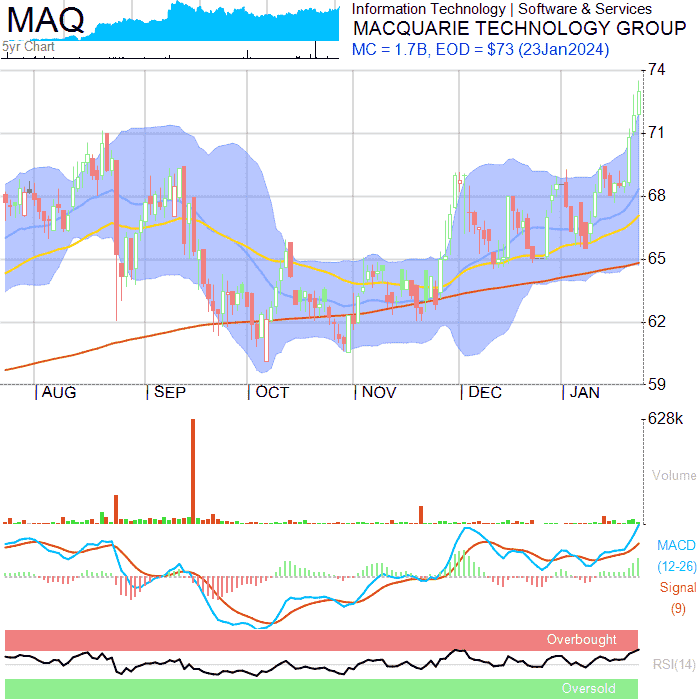 MAQ
5yr Chart
Information Technology | Software & Services
MACQUARIE TECHNOLOGY GROUP
MC = 1.7B, EOD = $73 (23Jan2024)
74
71
68
65
62
59
AUG
SEP
OCT
NOV
DEC
JAN
628k
Volume
MACD
(12-26)
Signal
(9)
Overbought
RSI(14)
Oversold